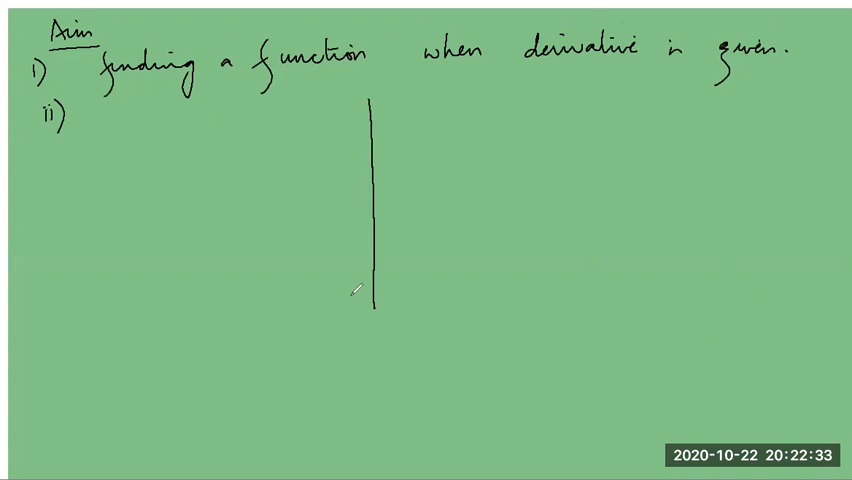 Aim
i) finding a function when derivative is given.
ii)
2020-10-22 20:22:33